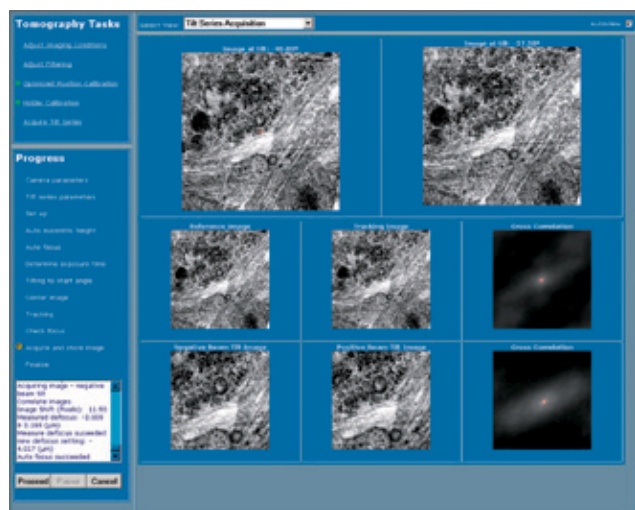 Tomography Tasks
Select View: Tilt Series Acquisition
Adjust Imaging Conditions
Adjust Filtering
Optimized Position Calibration
Holder Calibration
Acquire Tilt Series
Progress
Camera parameters
Tilt series parameters
Set up
Auto eucentric height
Auto focus
Determine exposure time
Tilting to start angle
Center image
Tracking
Check focus
Acquire and store image
Finalize
Acquiring image - negative
beam tilt
Correlate images
Image Shift (Pixels):
Measured defocus: -0.005
Measure defocus succeeded
new defocus setting: -
4.017 (µm)
Auto focus succeeded
Proceed Cancel
Image at tilt:
Image at tilt:
Reference Image
Tracking Image
Cross Correlation
Negative Beam Tilt Image
Positive Beam Tilt Image
Cross Correlation